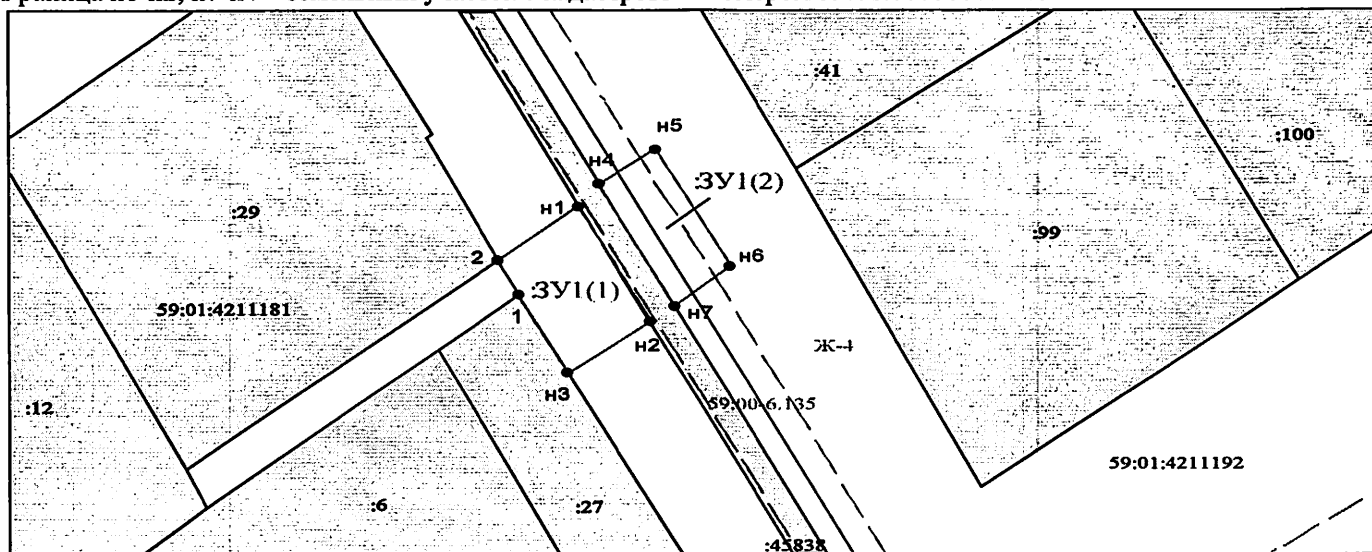 :41
:100
н5
н4
:ЗУ1(2)
н1
:29
:99
2
н6
:ЗУ1(1)
59:01:4211181
1
н7
н2
Ж-4
н3
59:00-6.135
:12
59:01:4211192
:6
:27
:45838